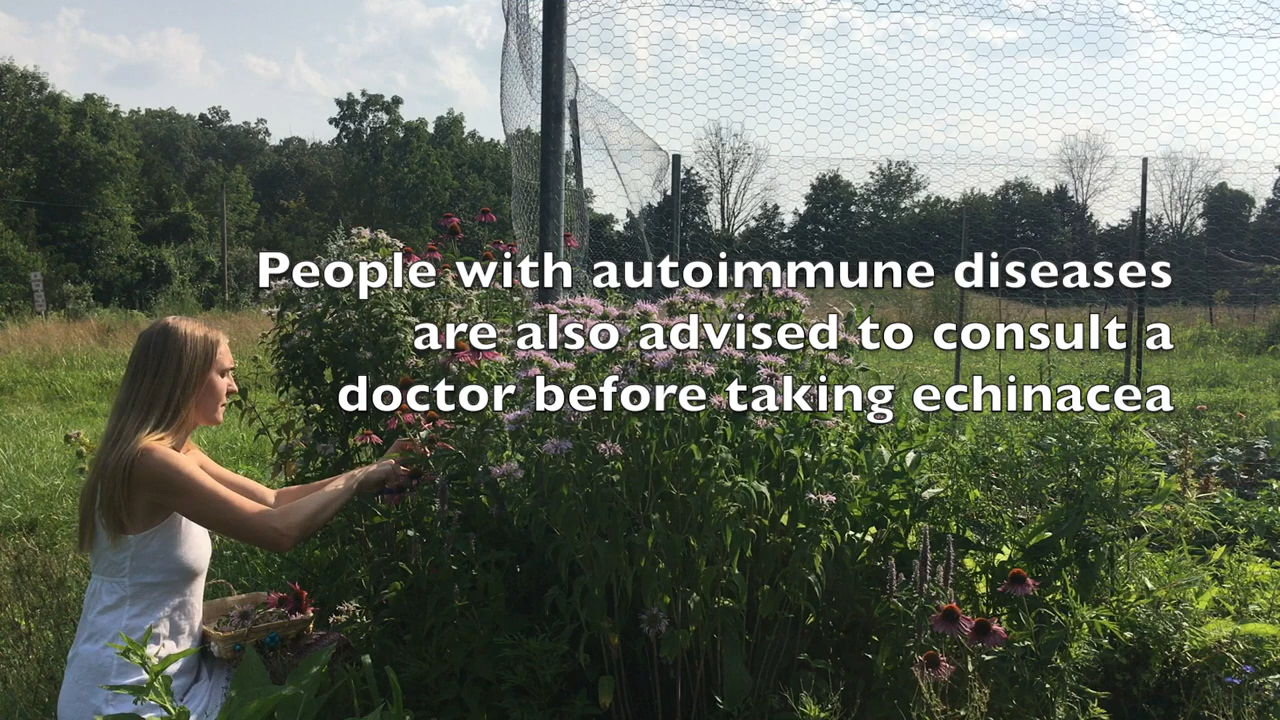 People with autoimmune diseases
are also advised to consult a
doctor before taking echinacea